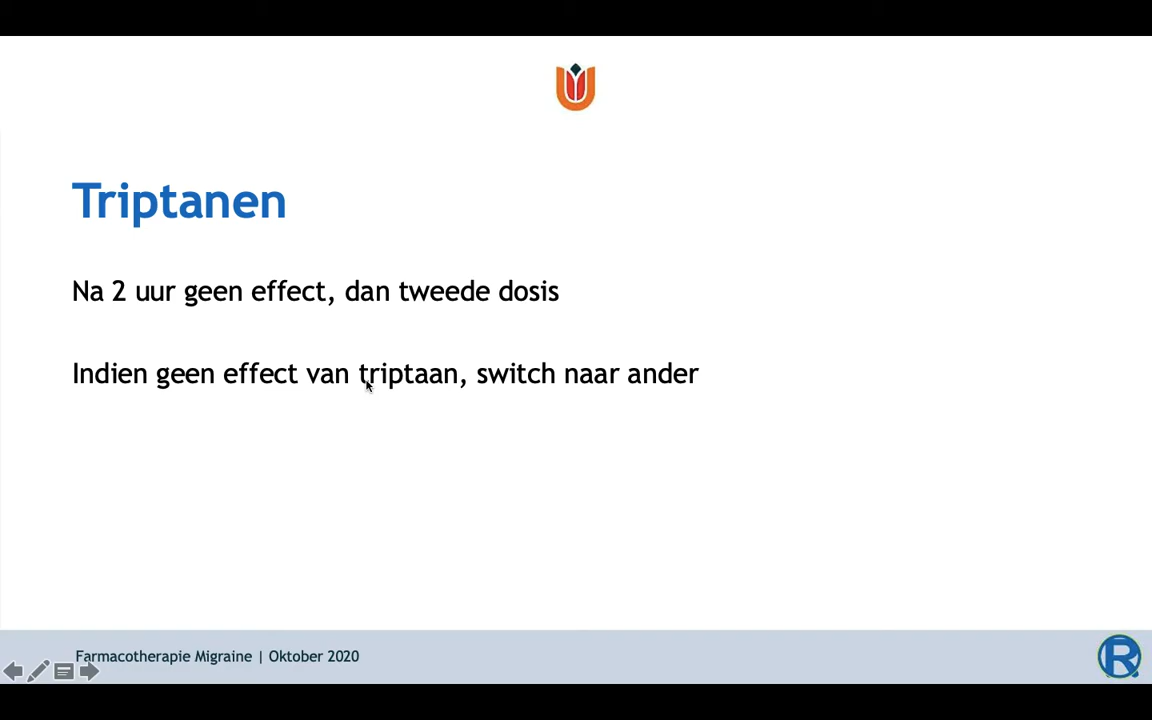 Triptanen
Na 2 uur geen effect, dan tweede dosis
Indien geen effect van triptaan, switch naar ander
Farmacotherapie Migraine | Oktober 2020
R